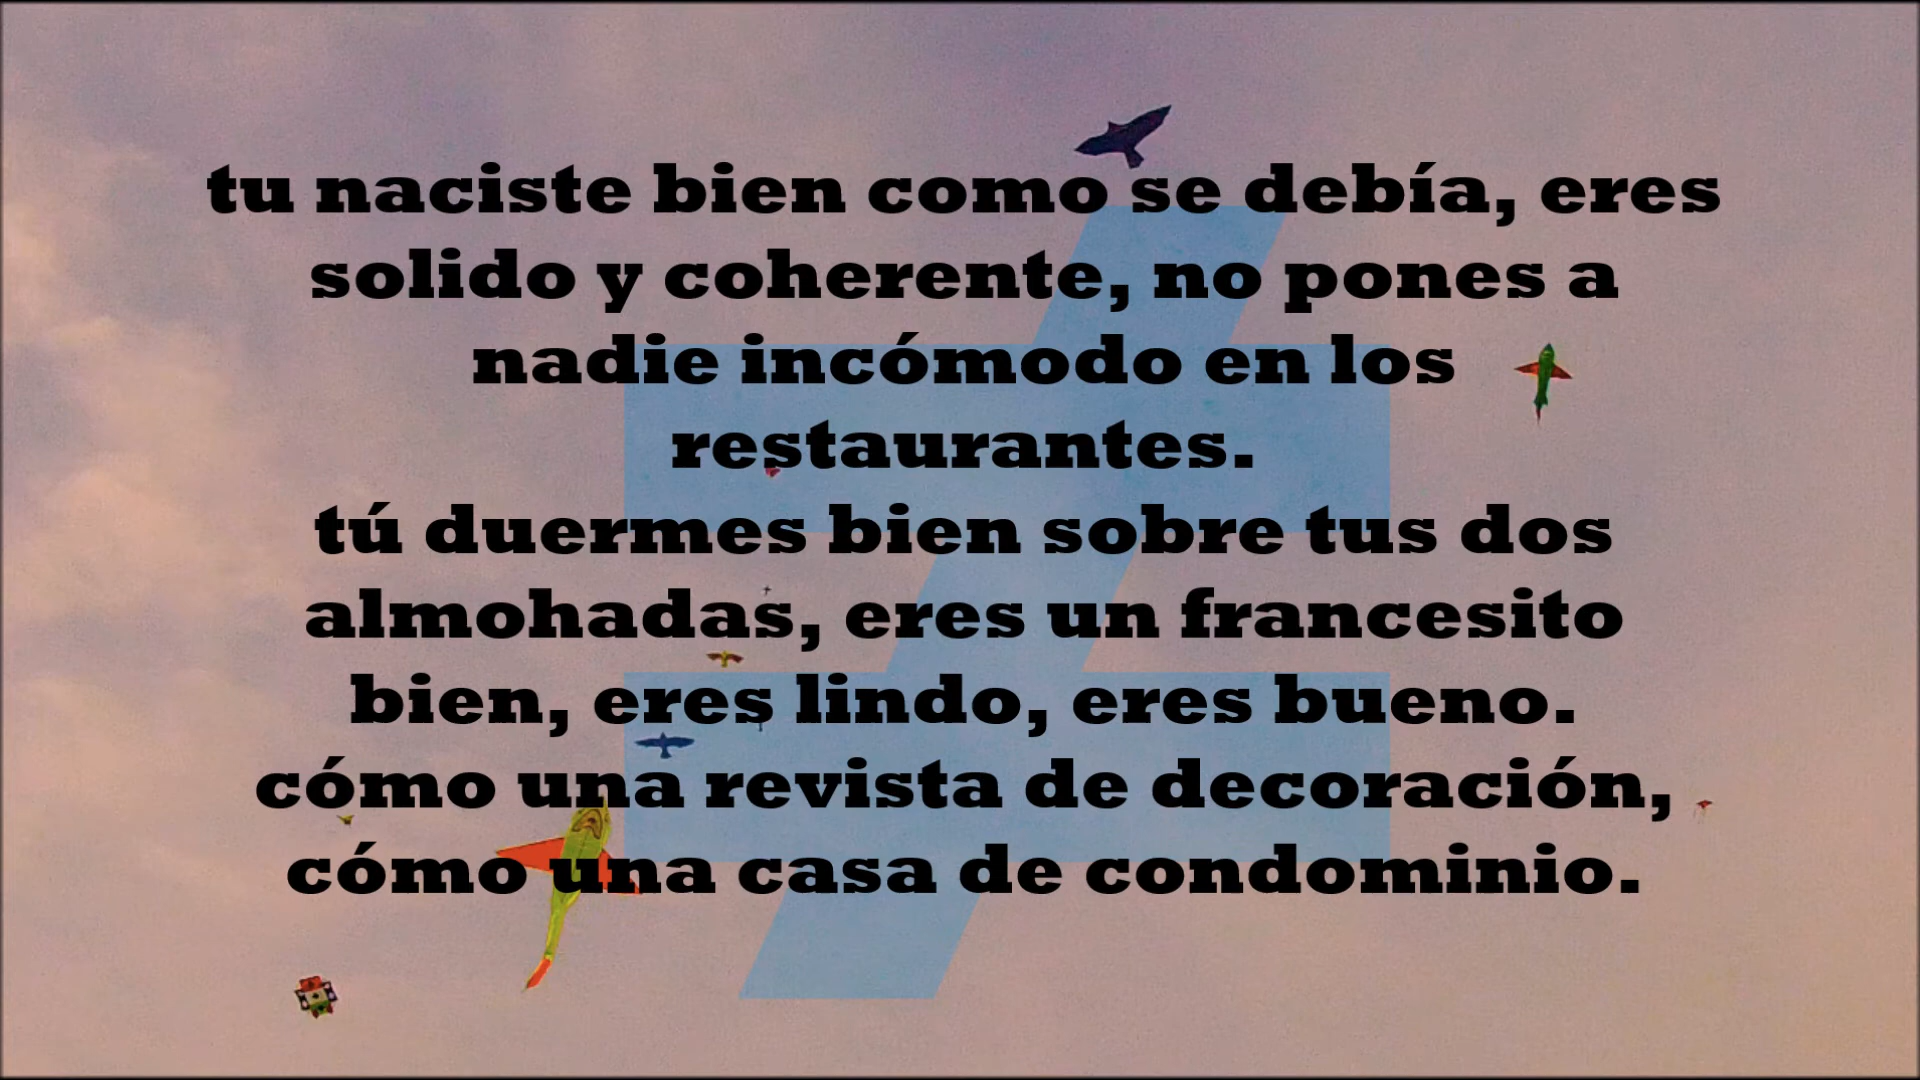 tu naciste bien como se debía, eres
solido y coherente, no pones a
nadie incómodo en los
restaurantes.
tú duermes bien sobre tus dos
almohadas, eres un francesito
bien, eres lindo, eres bueno.
cómo una revista de decoración,
cómo una casa de condominio.